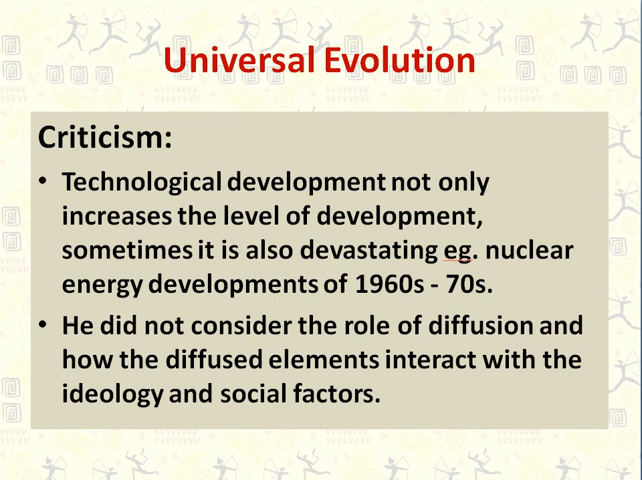 Universal Evolution
Criticism:
• Technological development not only
increases the level of development,
sometimes it is also devastating eg. nuclear
energy developments of 1960s - 70s.
• He did not consider the role of diffusion and
how the diffused elements interact with the
ideology and social factors.